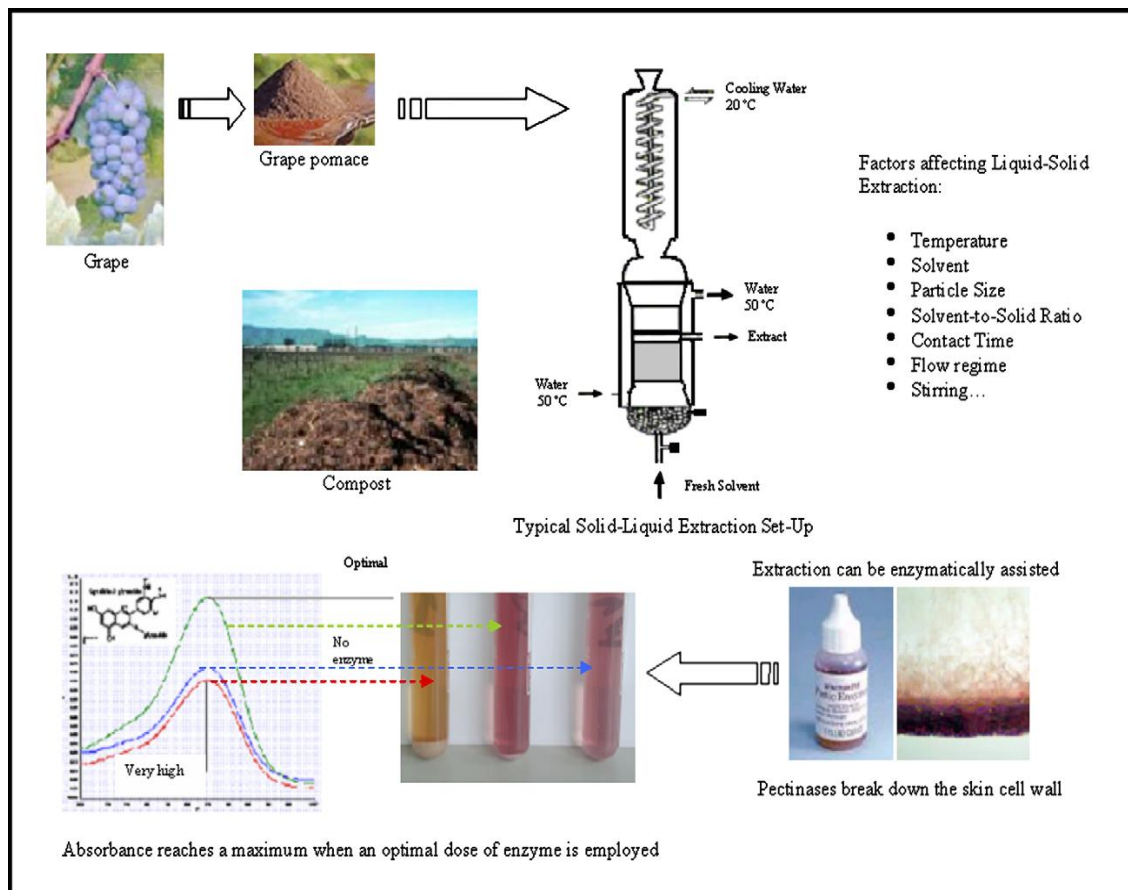 Grape
Grape pomace
Cooling Water
20 °C
Factors affecting Liquid-Solid
Extraction:
• Temperature
• Solvent
• Particle Size
• Solvent-to-Solid Ratio
• Contact Time
• Flow regime
• Stirring…
Water
50 °C
Extract
Water
50 °C
Fresh Solvent
Compost
Typical Solid-Liquid Extraction Set-Up
Optimal
No
enzyme
Very high
Extraction can be enzymatically assisted
Pectinases break down the skin cell wall
Absorbance reaches a maximum when an optimal dose of enzyme is employed